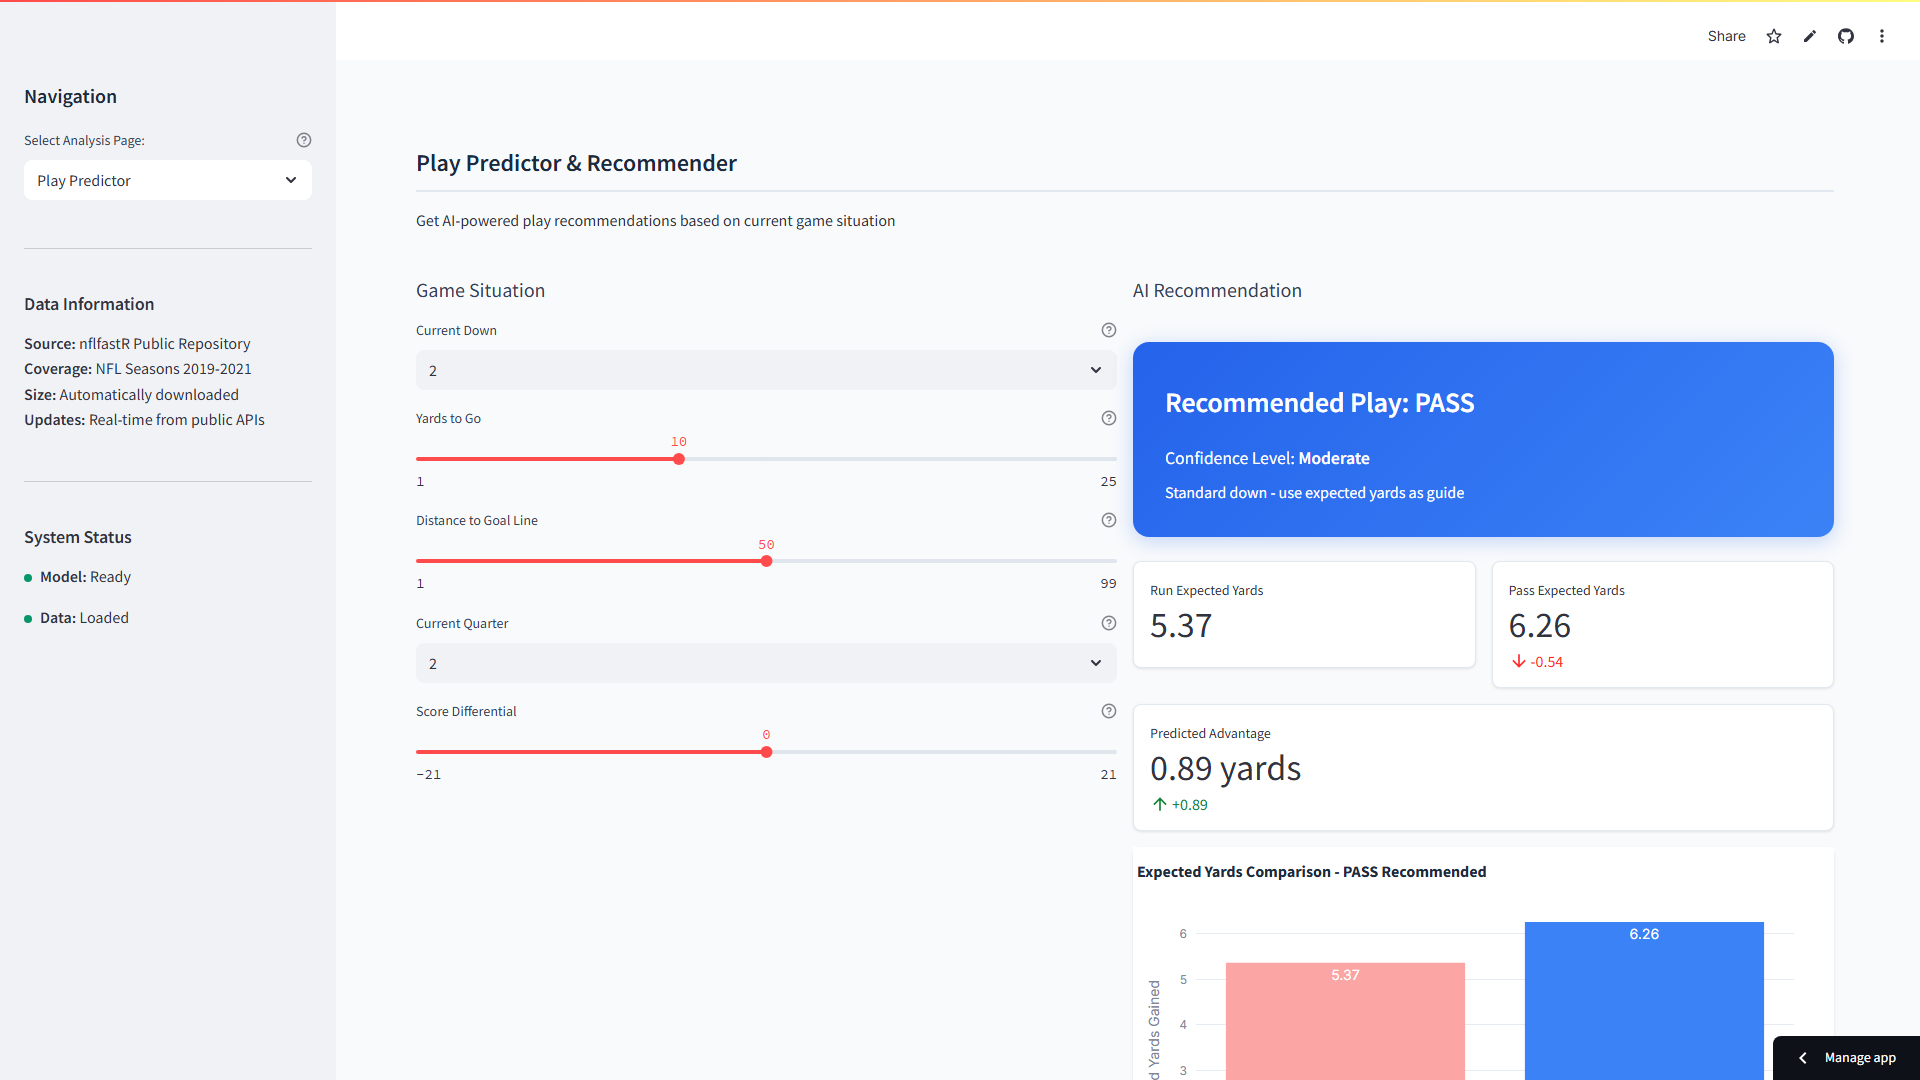 Share
Navigation
Select Analysis Page:
Play Predictor
Data Information
Source: nflfastR Public Repository
Coverage: NFL Seasons 2019-2021
Size: Automatically downloaded
Updates: Real-time from public APIs
System Status
Model: Ready
Data: Loaded
Play Predictor & Recommender
Get AI-powered play recommendations based on current game situation
Game Situation
Current Down
2
Yards to Go
10
1
25
Distance to Goal Line
50
1
99
Current Quarter
2
Score Differential
0
-21
21
AI Recommendation
Recommended Play: PASS
Confidence Level: Moderate
Standard down - use expected yards as guide
Run Expected Yards
5.37
Pass Expected Yards
6.26
-0.54
Predicted Advantage
0.89 yards
+0.89
Expected Yards Comparison - PASS Recommended
6
5
4
3
Yards Gained
5.37
6.26
Manage app